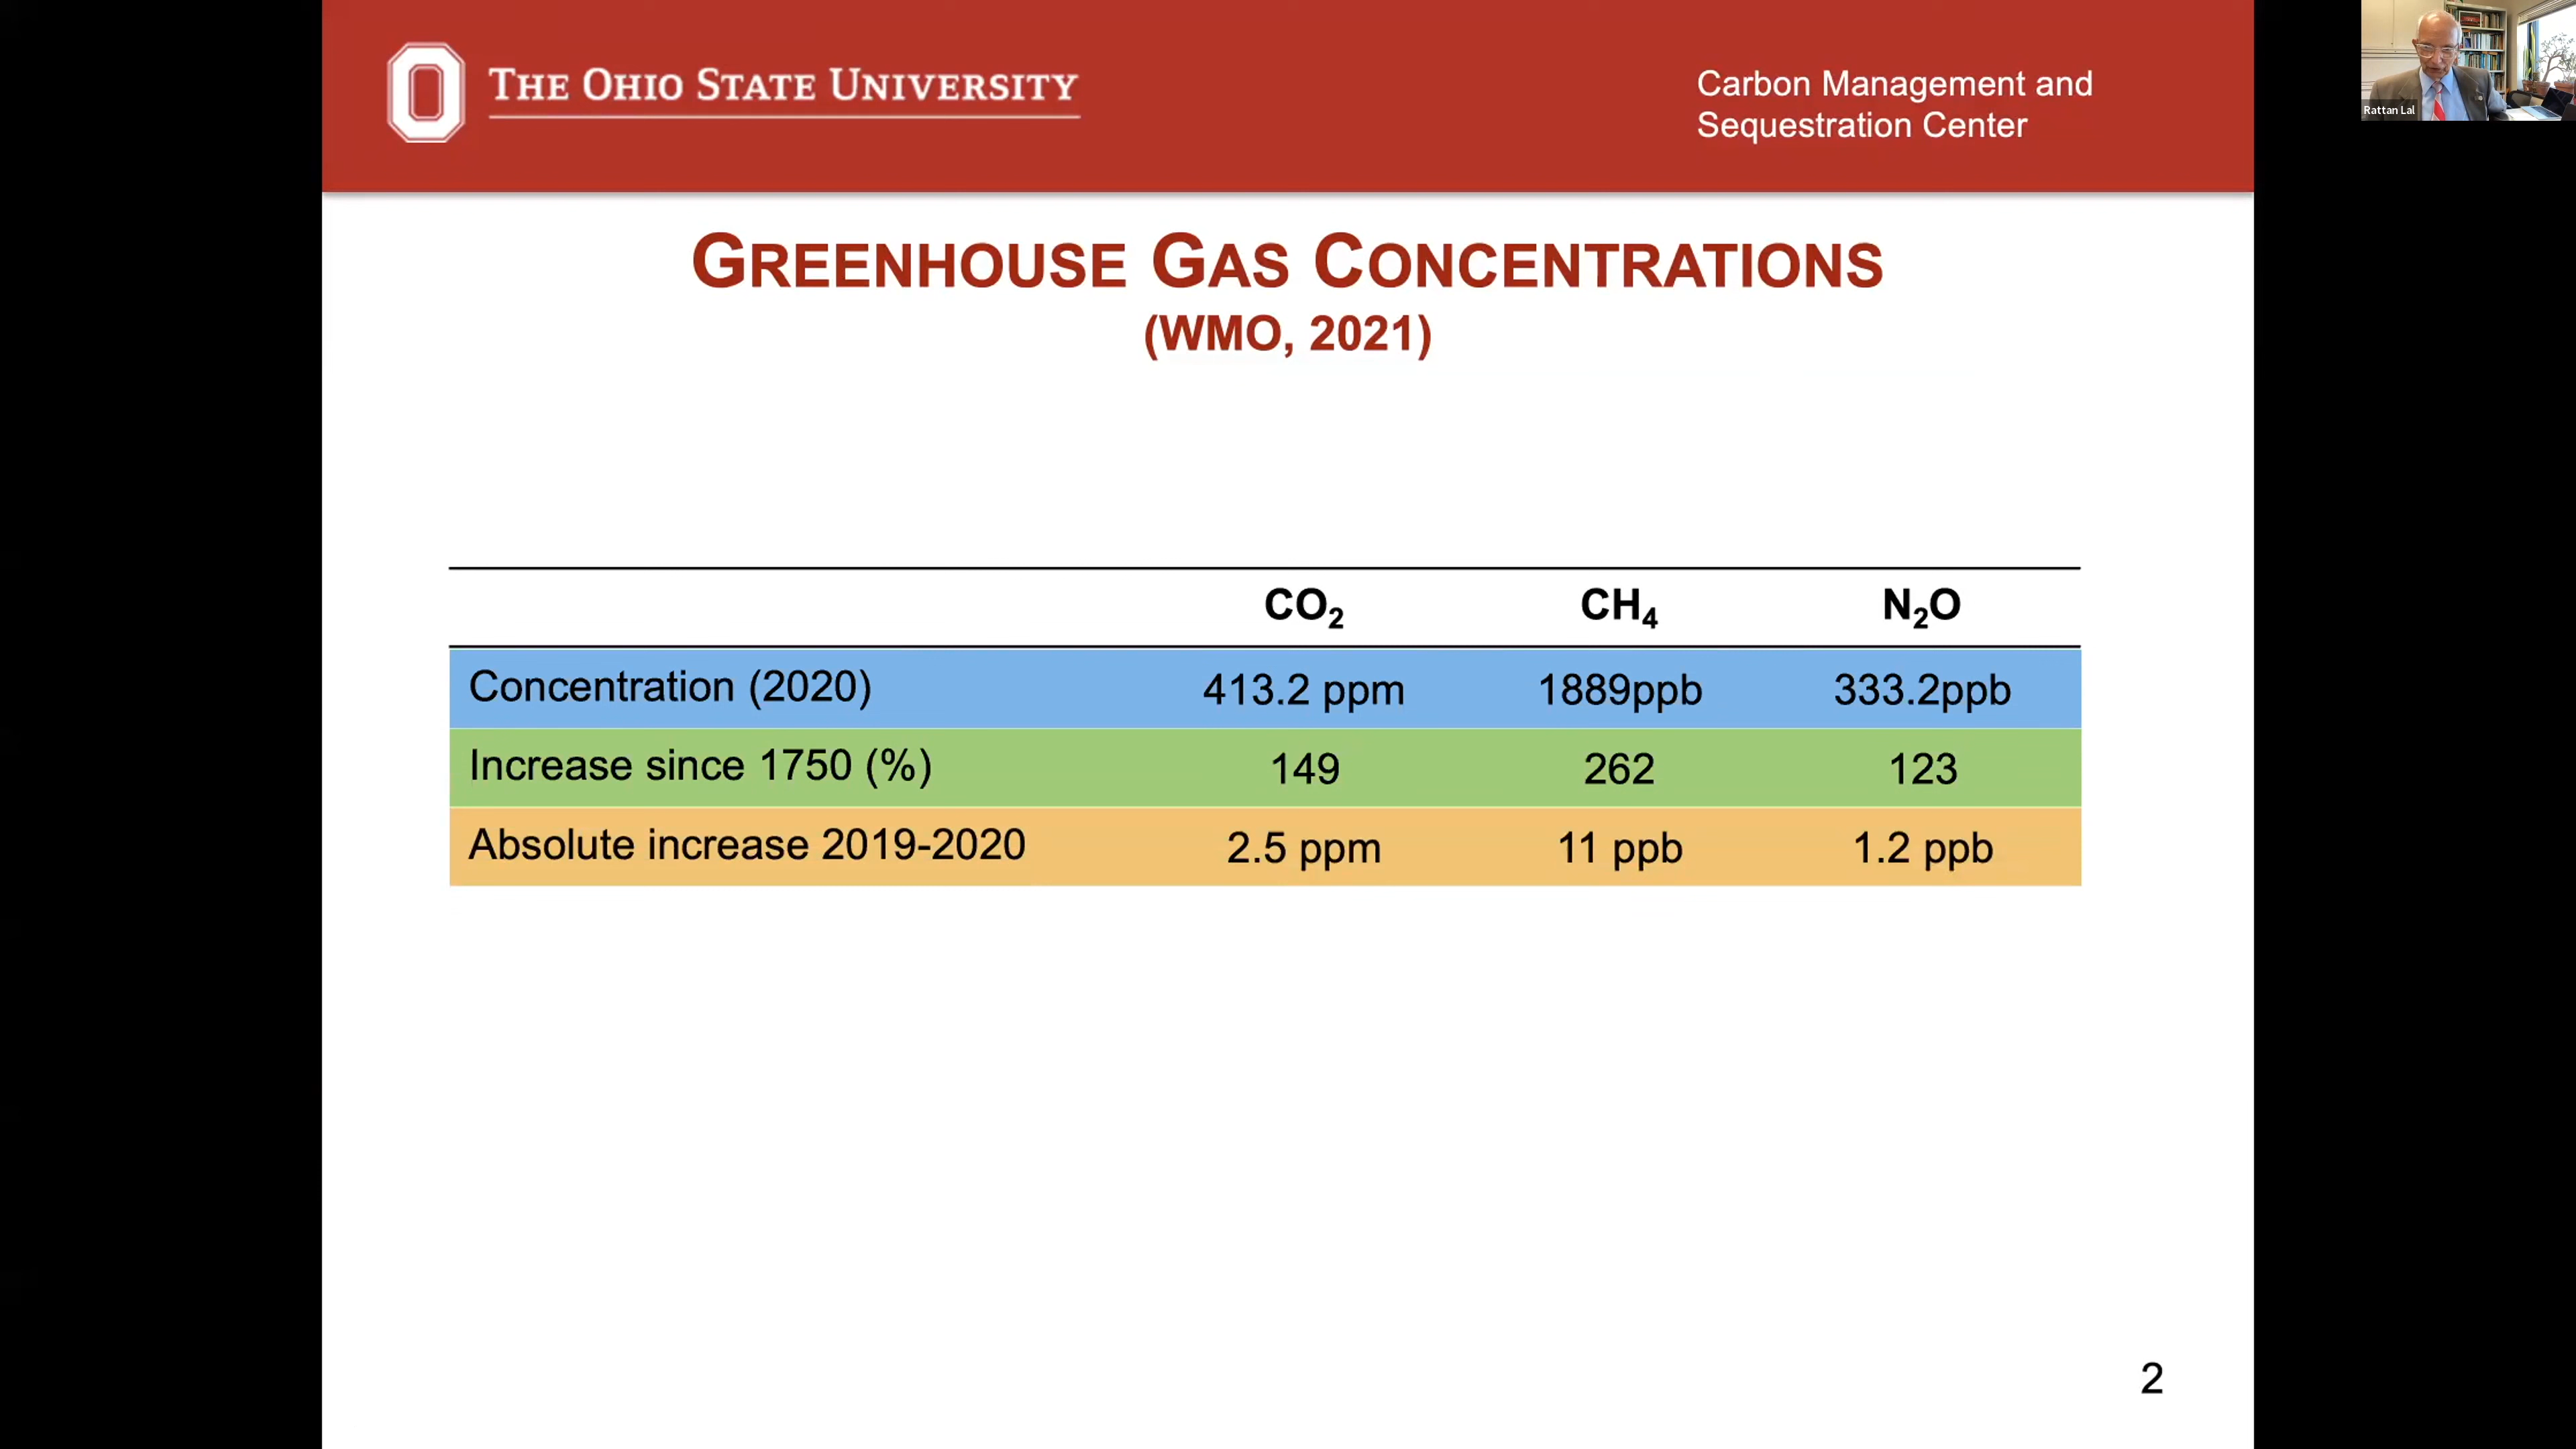 THE OHIO STATE UNIVERSITY
Carbon Management and
Sequestration Center
Rattan Lal
GREENHOUSE GAS CONCENTRATIONS
(WMO, 2021)
CO₂ CH₄ N₂O
Concentration (2020) 413.2 ppm 1889ppb 333.2ppb
Increase since 1750 (%) 149 262 123
Absolute increase 2019-2020 2.5 ppm 11 ppb 1.2 ppb
2